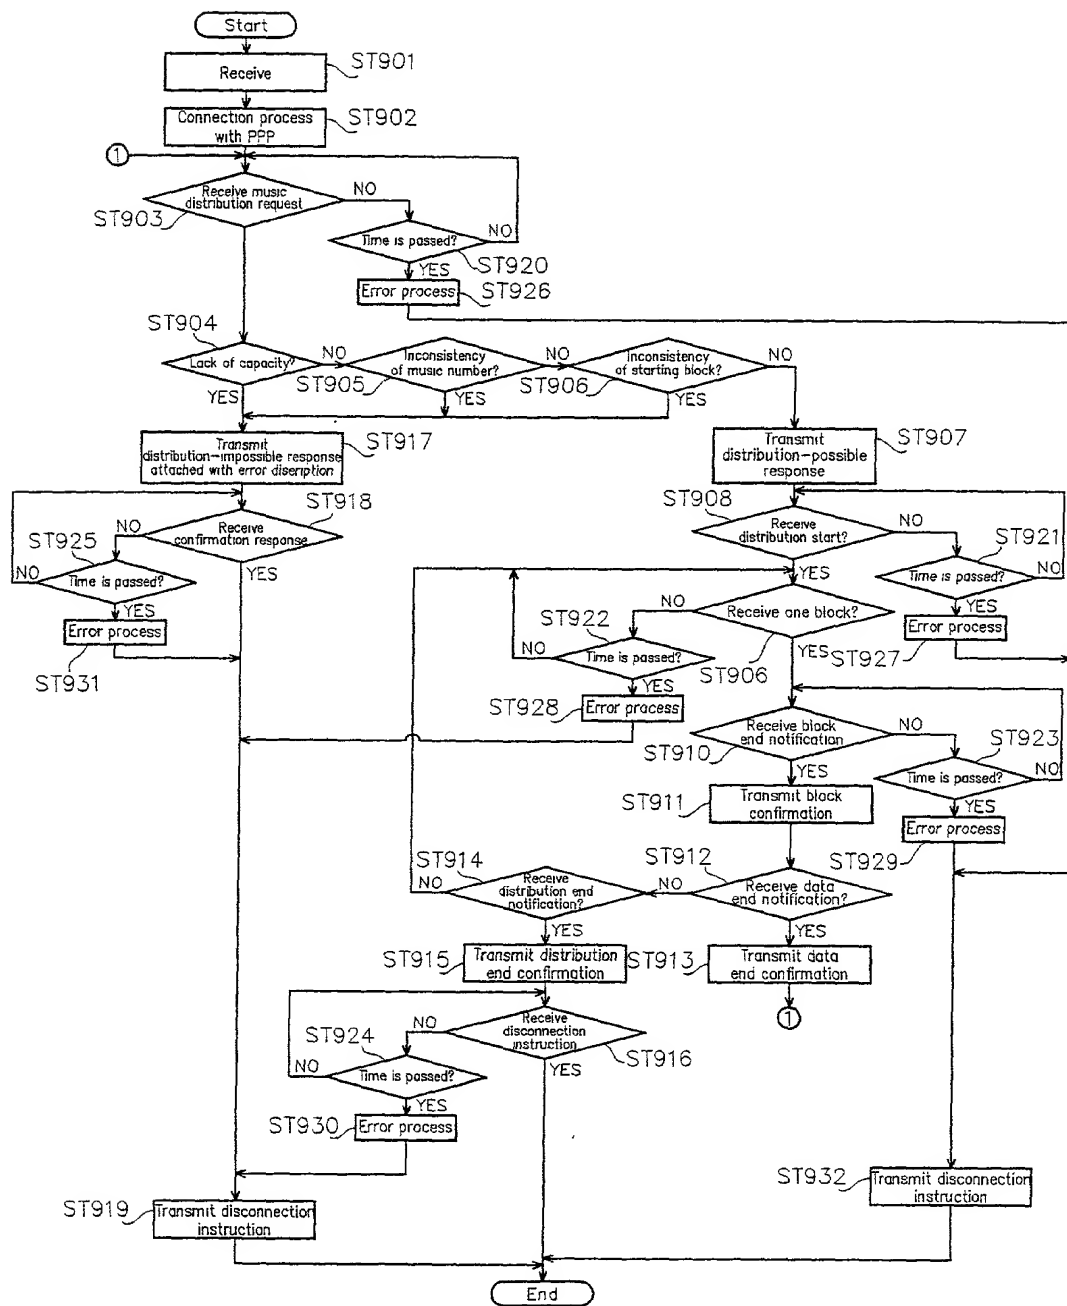 Start
ST901
Receive
ST902
Connection process
with PPP
1
Receive music
distribution request
NO
ST903
Time is passed?
NO
ST920
YES
Error process
ST926
ST904
Lack of capacity?
NO
Inconsistency
of music number?
NO
Inconsistency
of starting block?
NO
ST905
ST906
YES
YES
YES
ST917
Transmit
distribution-impossible response
attached with error discription
ST907
Transmit
distribution-possible
response
ST918
ST908
NO
Receive
confirmation response
Receive
distribution start?
NO
ST925
ST921
YES
YES
NO
Time is passed?
Time is passed?
NO
YES
YES
Error process
Error process
ST931
ST927
NO
Receive one block?
ST922
NO
Time is passed?
YES
ST906
YES
ST928
Error process
Receive block
end notification
NO
ST910
ST923
YES
Time is passed?
NO
ST911
Transmit block
confirmation
YES
Error process
ST929
ST914
ST912
NO
Receive
distribution end
notification?
NO
Receive data
end notification?
YES
YES
ST915
Transmit distribution
end confirmation
ST913
Transmit data
end confirmation
1
NO
Receive
disconnection
instruction
ST924
ST916
NO
Time is passed?
YES
YES
ST930
Error process
ST919
Transmit disconnection
instruction
ST932
Transmit disconnection
instruction
End